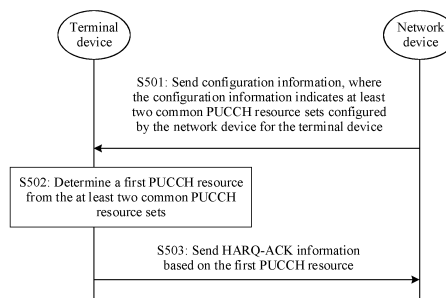 Terminal
device
Network
device
S501: Send configuration information, where
the configuration information indicates at least
two common PUCCH resource sets configured
by the network device for the terminal device
S502: Determine a first PUCCH resource
from the at least two common PUCCH
resource sets
S503: Send HARQ-ACK information
based on the first PUCCH resource